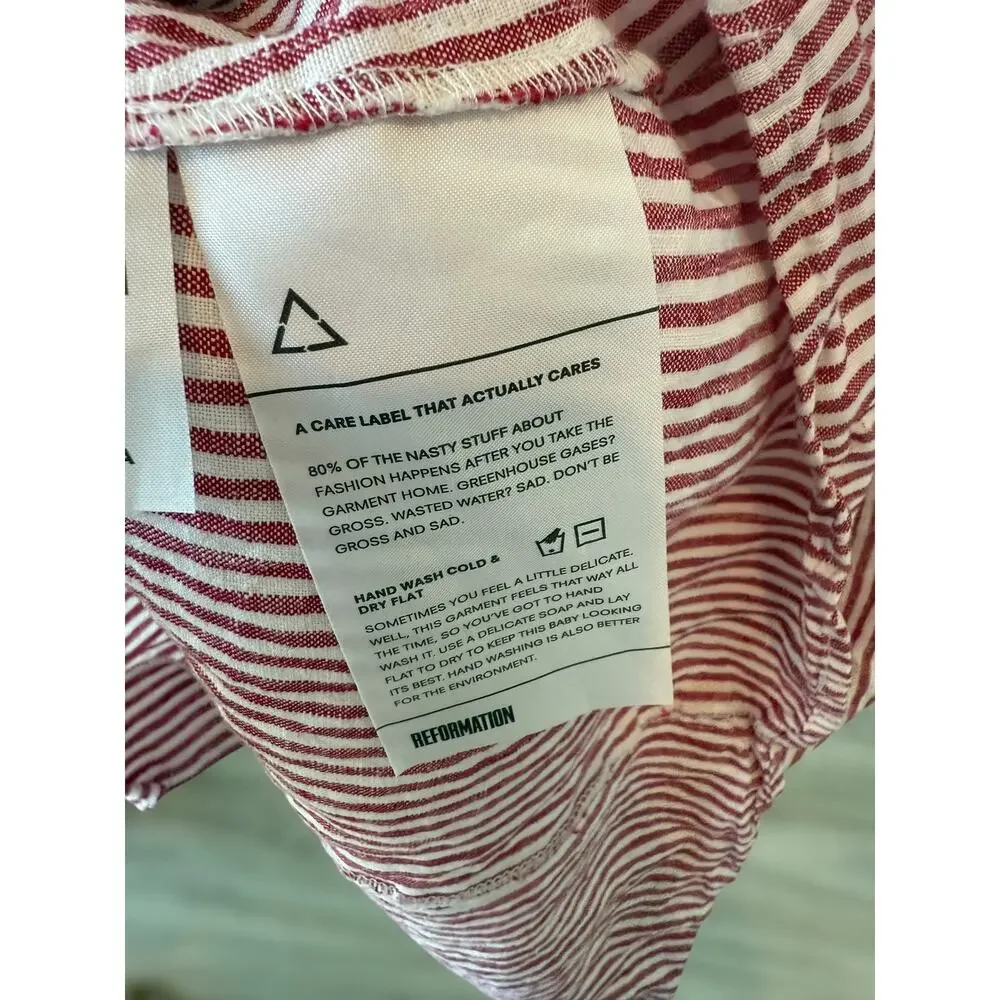 A CARE LABEL THAT ACTUALLY CARES
80% OF THE NASTY STUFF ABOUT
FASHION HAPPENS AFTER YOU TAKE THE
GARMENT HOME. GREENHOUSE GASES?
GROSS. WASTED WATER? SAD. DON'T BE
GROSS AND SAD.
HAND WASH COLD &
DRY FLAT
SOMETIMES YOU FEEL A LITTLE DELICATE.
WELL, THIS GARMENT FEELS THAT WAY ALL
THE TIME, SO YOU'VE GOT TO HAND
WASH IT. USE A DELICATE SOAP AND LAY
FLAT TO DRY TO KEEP THIS BABY LOOKING
ITS BEST. HAND WASHING IS ALSO BETTER
FOR THE ENVIRONMENT.
REFORMATION